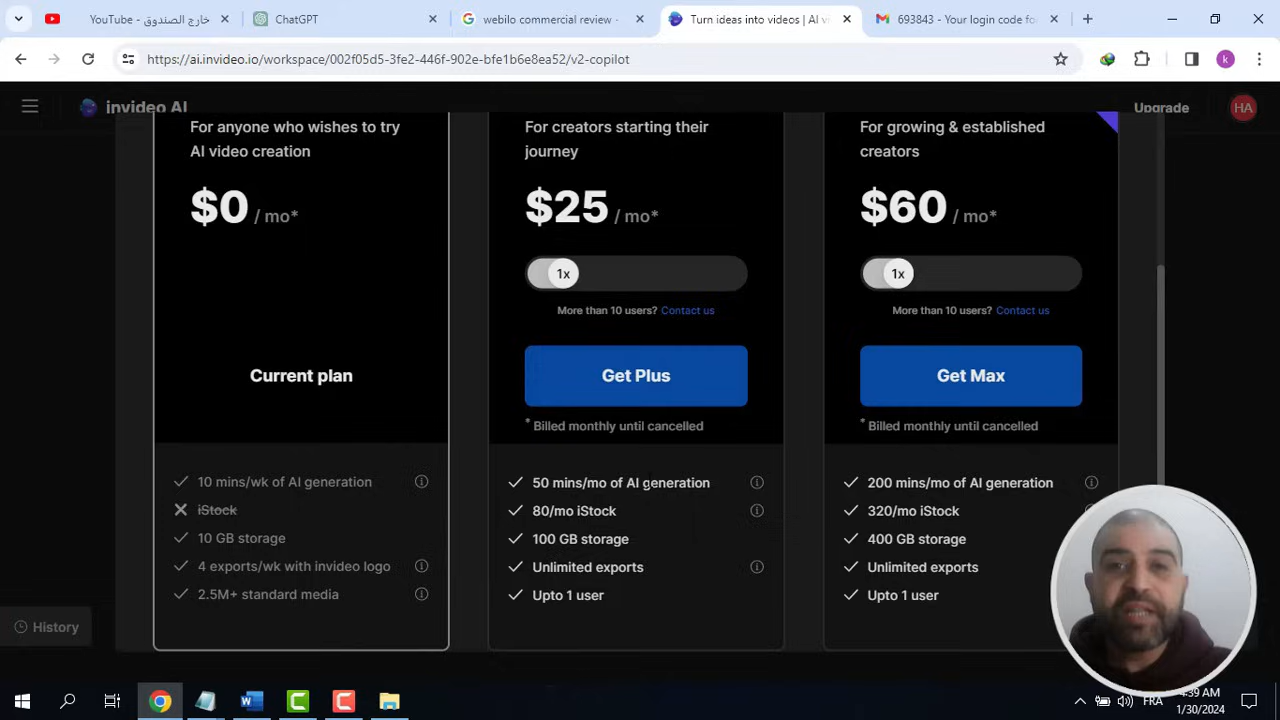 YouTube - خارج الصندوق
ChatGPT
webilo commercial review -
Turn ideas into videos | AI vi
693843 - Your login code for
https://ai.invideo.io/workspace/002f05d5-3fe2-446f-902e-bfe1b6e8ea52/v2-copilot
k
invideo AI
Upgrade
HA
For anyone who wishes to try
AI video creation
$0 / mo*
Current plan
10 mins/wk of AI generation
iStock
10 GB storage
4 exports/wk with invideo logo
2.5M+ standard media
For creators starting their
journey
$25 / mo*
1x
More than 10 users? Contact us
Get Plus
* Billed monthly until cancelled
50 mins/mo of AI generation
80/mo iStock
100 GB storage
Unlimited exports
Upto 1 user
For growing & established
creators
$60 / mo*
1x
More than 10 users? Contact us
Get Max
* Billed monthly until cancelled
200 mins/mo of AI generation
320/mo iStock
400 GB storage
Unlimited exports
Upto 1 user
History
FRA
4:39 AM
1/30/2024